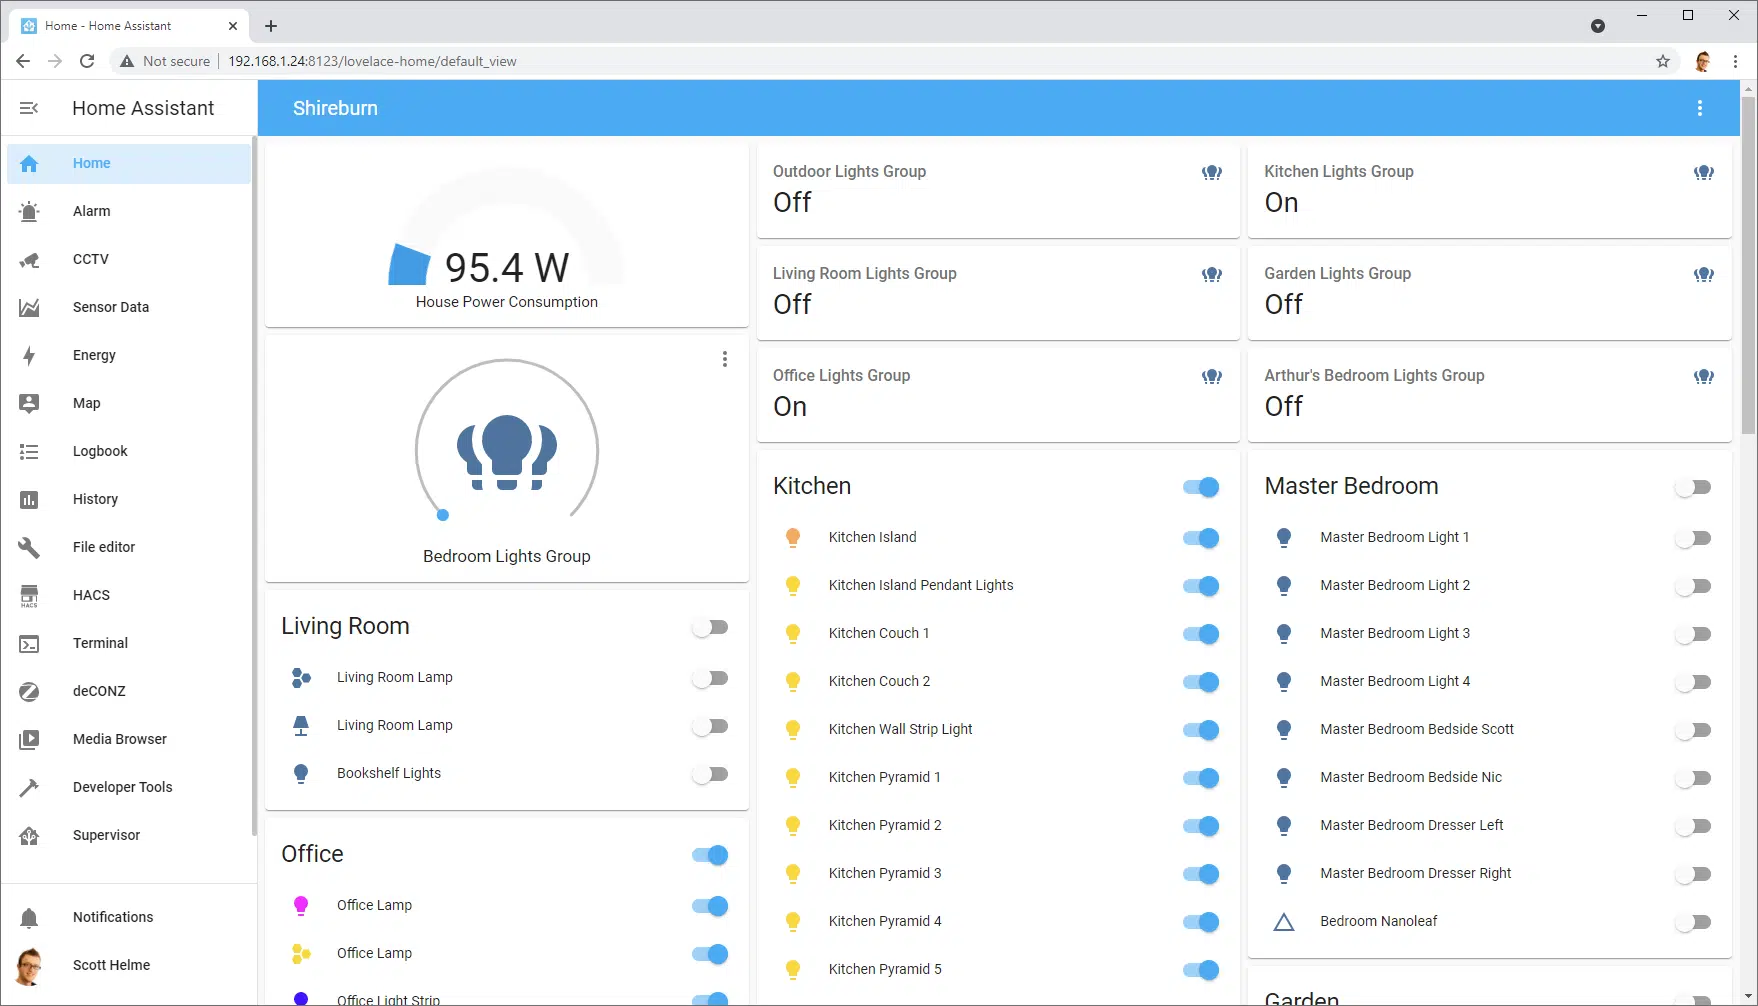 Home - Home Assistant
Not secure
192.168.1.24:8123/lovelace-home/default_view
Home Assistant
Shireburn
Home
Alarm
CCTV
Sensor Data
Energy
Map
Logbook
History
File editor
HACS
HACS
Terminal
deCONZ
Media Browser
Developer Tools
Supervisor
Notifications
Scott Helme
95.4 W
House Power Consumption
Bedroom Lights Group
Living Room
Living Room Lamp
Living Room Lamp
Bookshelf Lights
Office
Office Lamp
Office Lamp
Office Light Strip
Outdoor Lights Group
Off
Living Room Lights Group
Off
Office Lights Group
On
Kitchen
Kitchen Island
Kitchen Island Pendant Lights
Kitchen Couch 1
Kitchen Couch 2
Kitchen Wall Strip Light
Kitchen Pyramid 1
Kitchen Pyramid 2
Kitchen Pyramid 3
Kitchen Pyramid 4
Kitchen Pyramid 5
Kitchen Lights Group
On
Garden Lights Group
Off
Arthur's Bedroom Lights Group
Off
Master Bedroom
Master Bedroom Light 1
Master Bedroom Light 2
Master Bedroom Light 3
Master Bedroom Light 4
Master Bedroom Bedside Scott
Master Bedroom Bedside Nic
Master Bedroom Dresser Left
Master Bedroom Dresser Right
Bedroom Nanoleaf
Garden